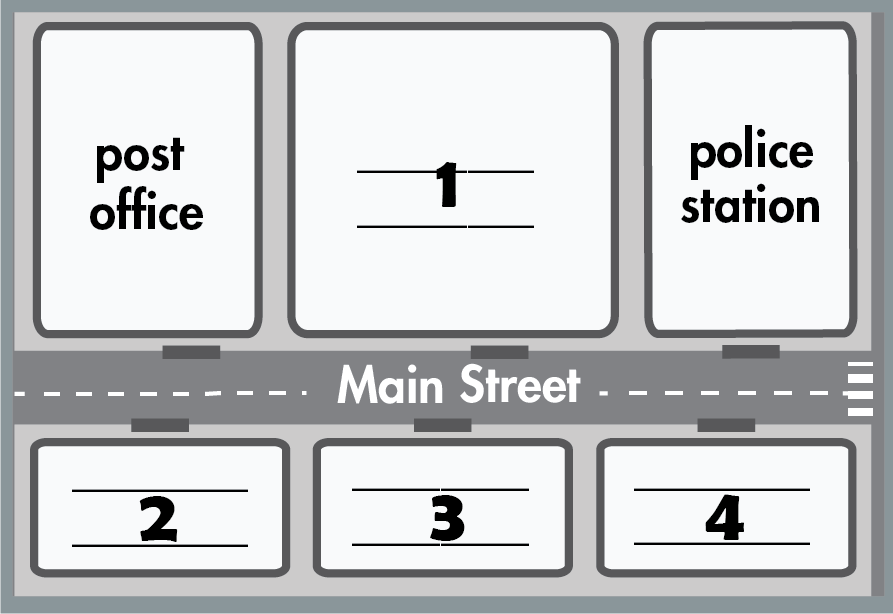 post
office
1
police
station
Main Street
2
3
4